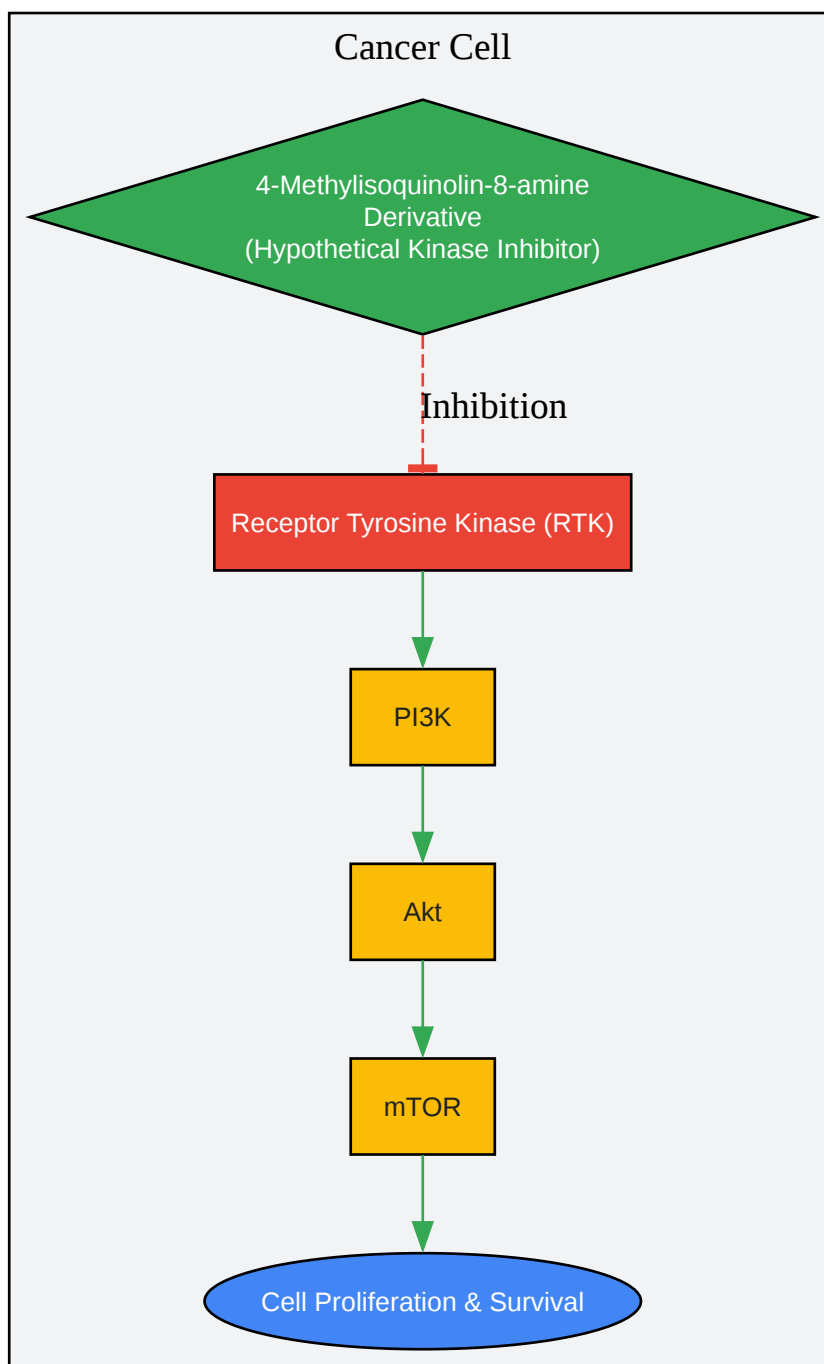 Cancer Cell
4-Methylisoquinolin-8-amine
Derivative
(Hypothetical Kinase Inhibitor)
Inhibition
Receptor Tyrosine Kinase (RTK)
PI3K
Akt
mTOR
Cell Proliferation & Survival